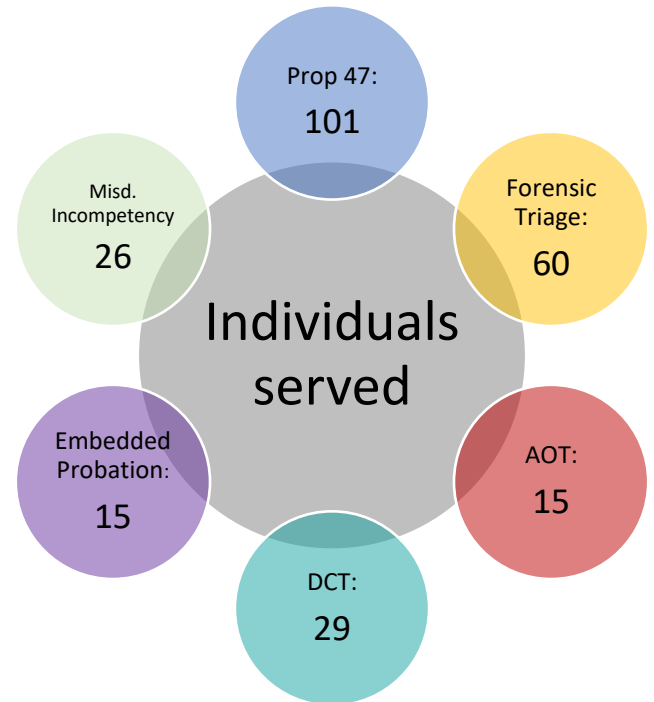 Prop 47:
101
Forensic
Triage:
60
AOT:
15
DCT:
29
Embedded
Probation:
15
Misd.
Incompetency
26
Individuals
served